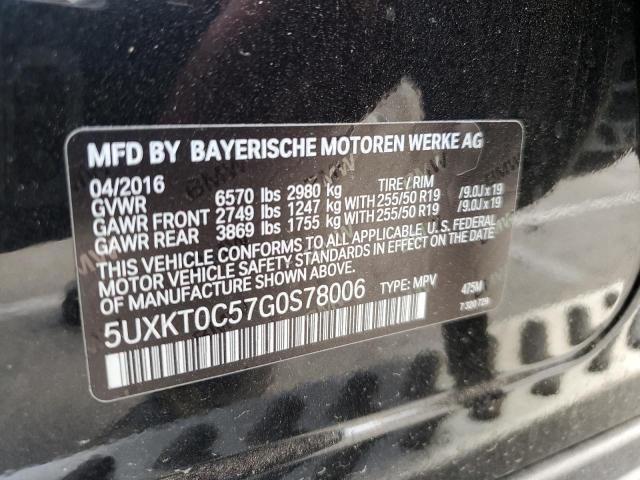 MFD BY BAYERISCHE MOTOREN WERKE AG
04/2016 TIRE / RIM
GVWR 6570 lbs 2980 kg
GAWR FRONT 2749 lbs 1247 kg WITH 255/50 R19 /9.0J x 19
GAWR REAR 3869 lbs 1755 kg WITH 255/50 R19 /9.0J x 19
THIS VEHICLE CONFORMS TO ALL APPLICABLE U. S. FEDERAL
MOTOR VEHICLE SAFETY STANDARDS IN EFFECT ON THE
DATE OF MANUFACTURE SHOWN ABOVE.
5UXKT0C57G0S78006 TYPE: MPV 475M
7 320 729